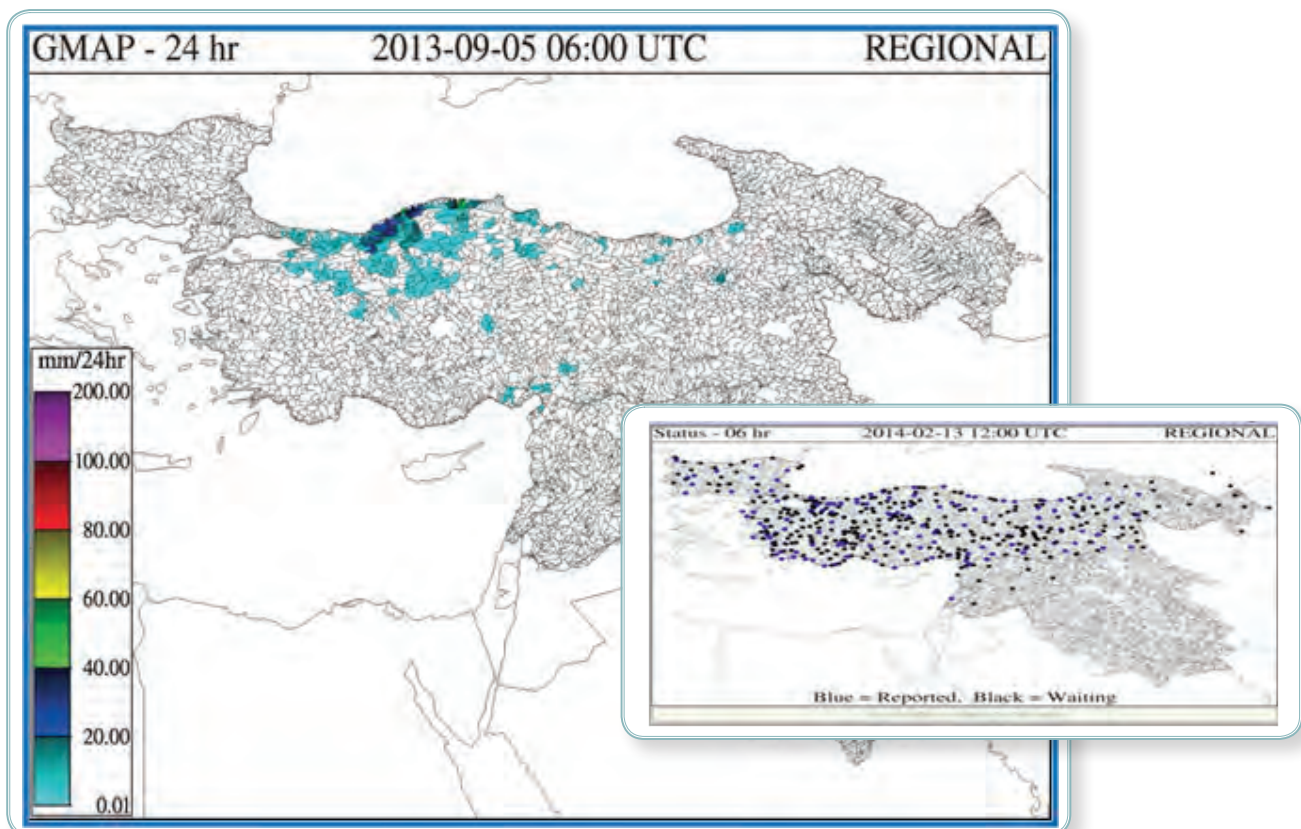 GMAP - 24 hr 2013-09-05 06:00 UTC REGIONAL
mm/24hr
200.00
100.00
80.00
60.00
40.00
20.00
0.01
Status - 06 hr 2014-02-13 12:00 UTC REGIONAL
Blue = Reported, Black = Waiting